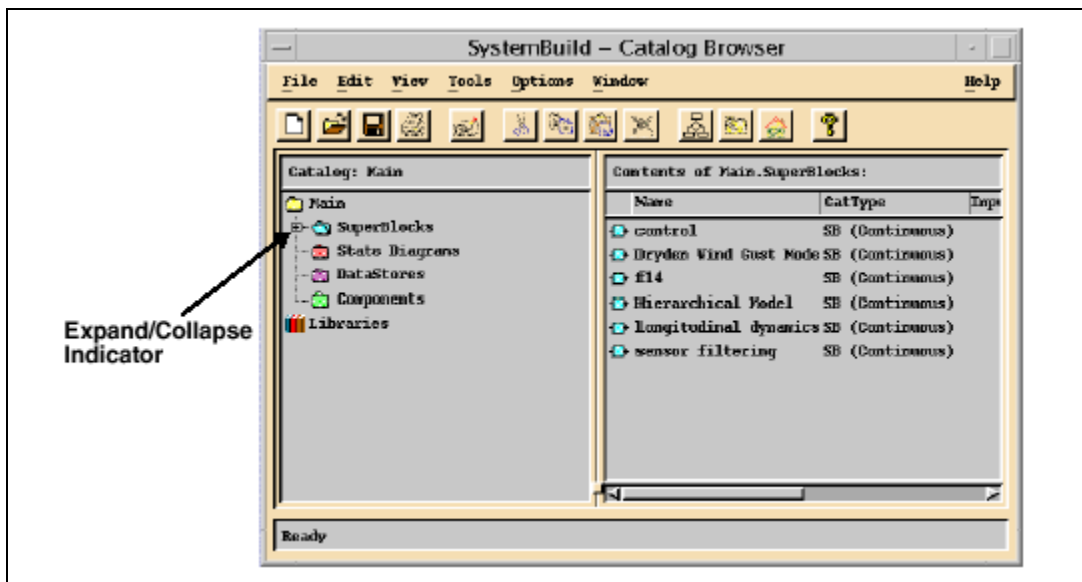 SystemBuild – Catalog Browser
File Edit View Tools Options Window Help
Catalog: Main
Main
SuperBlocks
State Diagrams
DataStores
Components
Libraries
Contents of Main.SuperBlocks:
Name CatType Inpu
control SB (Continuous)
Dryden Wind Gust Mode SB (Continuous)
f14 SB (Continuous)
Hierarchical Model SB (Continuous)
longitudinal dynamics SB (Continuous)
sensor filtering SB (Continuous)
Expand/Collapse
Indicator
Ready